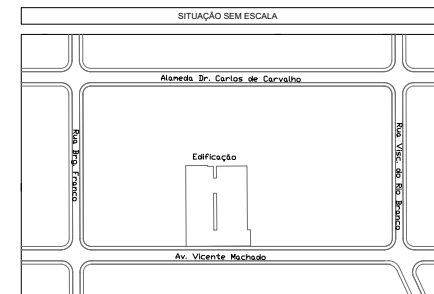 SITUAÇÃO SEM ESCALA
Alameda Dr. Carlos de Carvalho
Rua Brg. Franco
Rua Visc. do Rio Branco
Edificação
Av. Vicente Machado